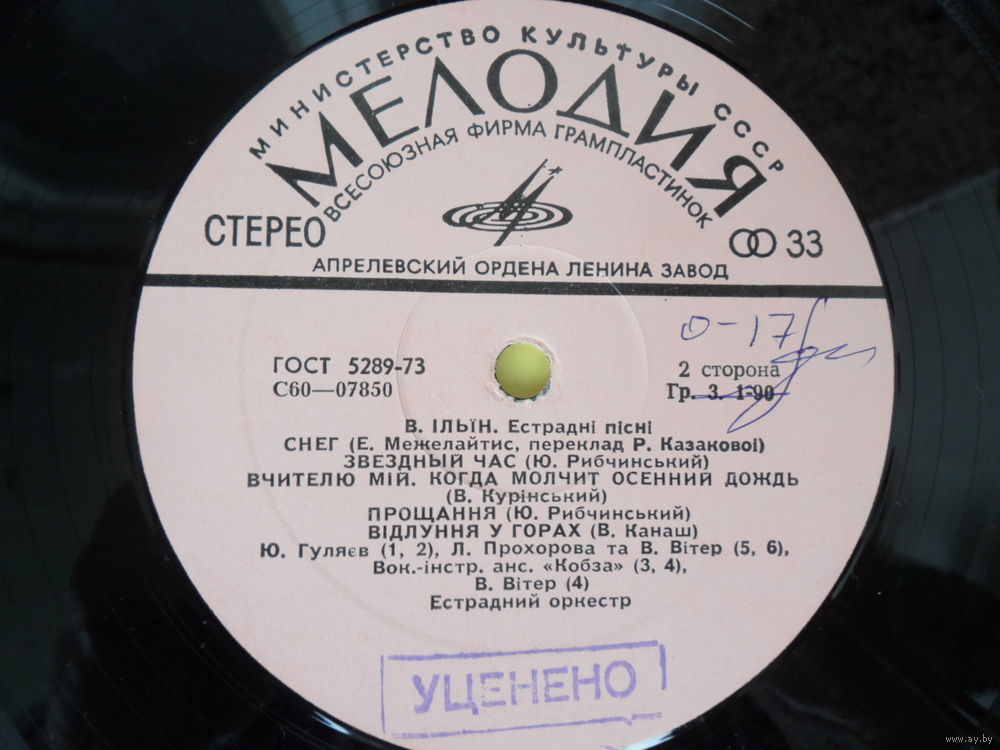 МИНИСТЕРСТВО КУЛЬТУРЫ СССР
МЕЛОДИЯ
ВСЕСОЮЗНАЯ ФИРМА ГРАМПЛАСТИНОК
СТЕРЕО
33
АПРЕЛЕВСКИЙ ОРДЕНА ЛЕНИНА ЗАВОД
0-17
ГОСТ 5289-73
2 сторона
С60—07850
Гр. 3. 1-90
В. ІЛЬЇН. Естрадні пісні
СНЕГ (Е. Межелайтис, переклад Р. Казакової)
ЗВЕЗДНЫЙ ЧАС (Ю. Рибчинський)
ВЧИТЕЛЮ МІЙ. КОГДА МОЛЧИТ ОСЕННИЙ ДОЖДЬ
(В. Курінський)
ПРОЩАННЯ (Ю. Рибчинський)
ВІДЛУННЯ У ГОРАХ (В. Канаш)
Ю. Гуляєв (1, 2), Л. Прохорова та В. Вітер (5, 6),
Вок.-інстр. анс. «Кобза» (3, 4),
В. Вітер (4)
Естрадний оркестр
УЦЕНЕНО
www.ay.by